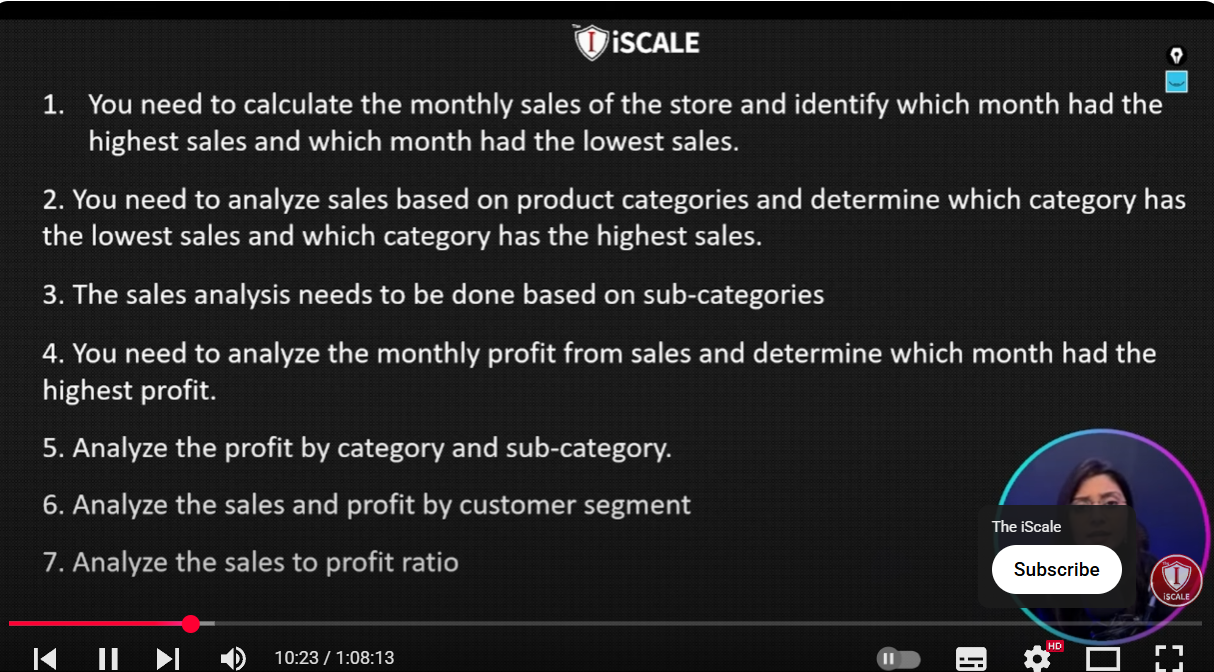 iSCALE
1. You need to calculate the monthly sales of the store and identify which month had the
highest sales and which month had the lowest sales.
2. You need to analyze sales based on product categories and determine which category has
the lowest sales and which category has the highest sales.
3. The sales analysis needs to be done based on sub-categories
4. You need to analyze the monthly profit from sales and determine which month had the
highest profit.
5. Analyze the profit by category and sub-category.
6. Analyze the sales and profit by customer segment
7. Analyze the sales to profit ratio
The iScale
Subscribe
iSCALE
10:23 / 1:08:13
HD